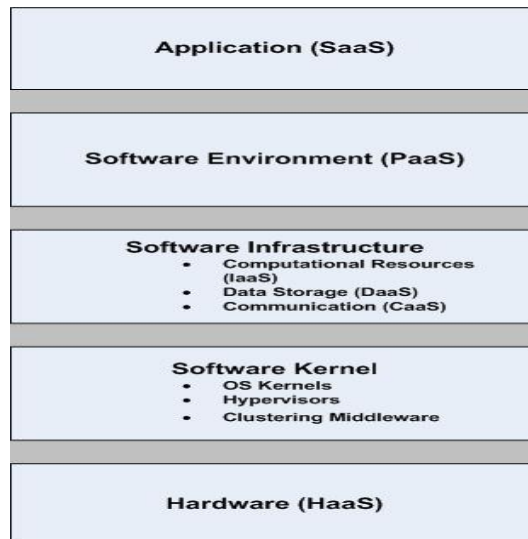 Application (SaaS)
Software Environment (PaaS)
Software Infrastructure
• Computational Resources
(IaaS)
• Data Storage (DaaS)
• Communication (CaaS)
Software Kernel
• OS Kernels
• Hypervisors
• Clustering Middleware
Hardware (HaaS)